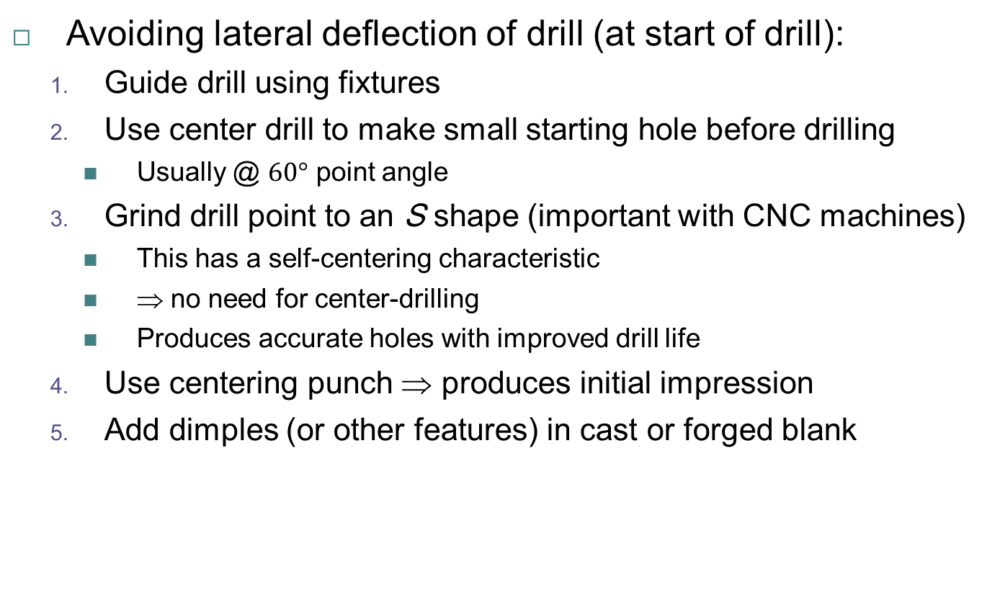 Avoiding lateral deflection of drill (at start of drill):
1. Guide drill using fixtures
2. Use center drill to make small starting hole before drilling
Usually @ 60° point angle
3. Grind drill point to an S shape (important with CNC machines)
This has a self-centering characteristic
⇒ no need for center-drilling
Produces accurate holes with improved drill life
4. Use centering punch ⇒ produces initial impression
5. Add dimples (or other features) in cast or forged blank